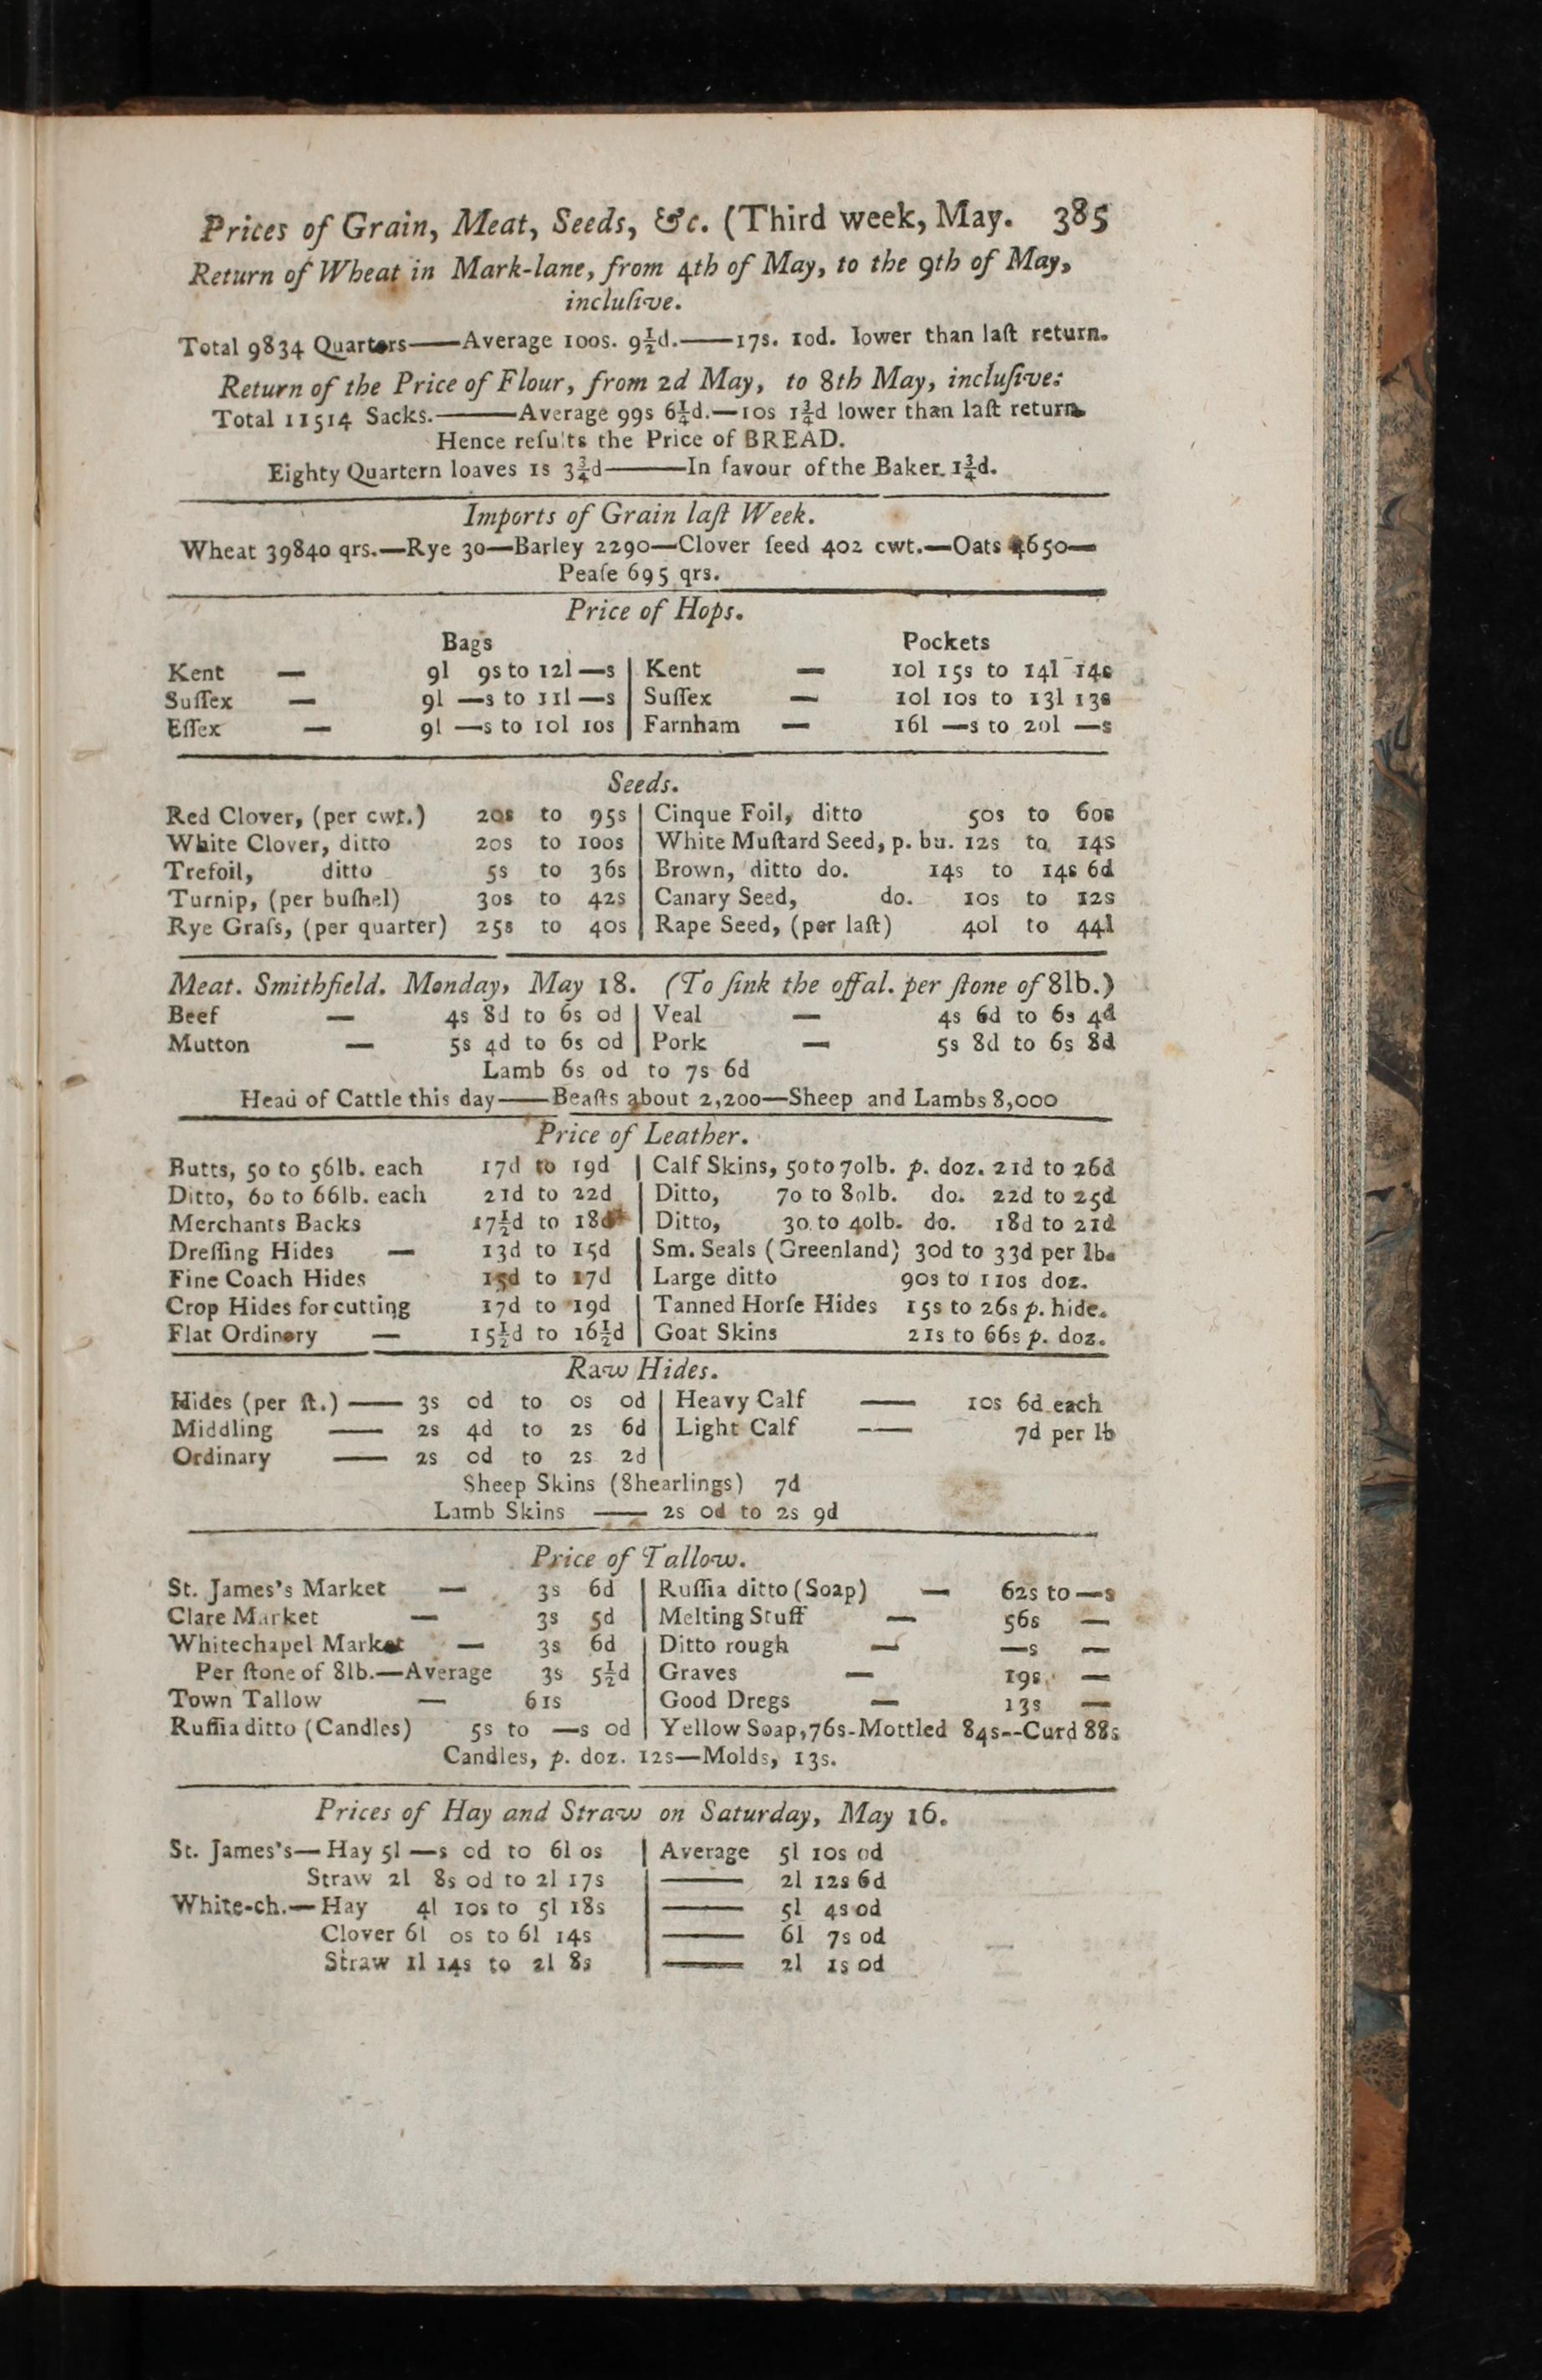 Prices of Grain, Meat, Seeds, &c. (Third week, May. 385
Return of Wheat in Mark-lane, from 4th of May, to the 9th of May,
incluſive.
Total 9834 Quarters——Average 100s. 9½d.——17s. 10d. lower than laſt return.
Return of the Price of Flour, from 2d May, to 8th May, incluſive:
Total 11514 Sacks.———Average 99s 6¼d.—10s 1¾d lower than laſt return.
Hence reſults the Price of BREAD.
Eighty Quartern loaves 1s 3¾d———In favour of the Baker 1¾d.
Imports of Grain laſt Week.
Wheat 39840 qrs.—Rye 30—Barley 2290—Clover ſeed 402 cwt.—Oats 4650—
Peaſe 695 qrs.
Price of Hops.
Bags Pockets
Kent — 9l 9s to 12l —s | Kent — 10l 15s to 14l 14s
Suſſex — 9l —s to 11l —s | Suſſex — 10l 10s to 13l 13s
Eſſex — 9l —s to 10l 10s | Farnham — 16l —s to 20l —s
Seeds.
Red Clover, (per cwt.) 20s to 95s | Cinque Foil, ditto 50s to 60s
White Clover, ditto 20s to 100s | White Muſtard Seed, p. bu. 12s to 14s
Trefoil, ditto 5s to 36s | Brown, ditto do. 14s to 14s 6d
Turnip, (per buſhel) 30s to 42s | Canary Seed, do. 10s to 12s
Rye Graſs, (per quarter) 25s to 40s | Rape Seed, (per laſt) 40l to 44l
Meat. Smithfield. Monday, May 18. (To ſink the offal. per ſtone of 8lb.)
Beef — 4s 8d to 6s 0d | Veal — 4s 6d to 6s 4d
Mutton — 5s 4d to 6s 0d | Pork — 5s 8d to 6s 8d
Lamb 6s 0d to 7s 6d
Head of Cattle this day——Beaſts about 2,200—Sheep and Lambs 8,000
Price of Leather.
Butts, 50 to 56lb. each 17d to 19d | Calf Skins, 50 to 70lb. p. doz. 21d to 26d
Ditto, 60 to 66lb. each 21d to 22d | Ditto, 70 to 80lb. do. 22d to 25d
Merchants Backs 17½d to 18d | Ditto, 30 to 40lb. do. 18d to 21d
Dreſſing Hides — 13d to 15d | Sm. Seals (Greenland) 30d to 33d per lb.
Fine Coach Hides 15d to 17d | Large ditto 90s to 110s doz.
Crop Hides for cutting 17d to 19d | Tanned Horſe Hides 15s to 26s p. hide.
Flat Ordinary — 15½d to 16½d | Goat Skins 21s to 66s p. doz.
Raw Hides.
Hides (per ſt.) —— 3s 0d to 0s 0d | Heavy Calf —— 10s 6d each
Middling —— 2s 4d to 2s 6d | Light Calf —— 7d per lb
Ordinary —— 2s 0d to 2s 2d |
Sheep Skins (Shearlings) 7d
Lamb Skins —— 2s 0d to 2s 9d
Price of Tallow.
St. James's Market — 3s 6d | Ruſſia ditto (Soap) — 62s to —s
Clare Market — 3s 5d | Melting Stuff — 56s —
Whitechapel Market — 3s 6d | Ditto rough — —s —
Per ſtone of 8lb.—Average 3s 5½d | Graves — 19s. —
Town Tallow — 61s | Good Dregs — 13s —
Ruſſia ditto (Candles) 5s to —s 0d | Yellow Soap, 76s-Mottled 84s--Curd 88s
Candles, p. doz. 12s—Molds, 13s.
Prices of Hay and Straw on Saturday, May 16.
St. James's—Hay 5l —s 0d to 6l 0s | Average 5l 10s 0d
Straw 2l 8s 0d to 2l 17s | —— 2l 12s 6d
White-ch.—Hay 4l 10s to 5l 18s | —— 5l 4s 0d
Clover 6l 0s to 6l 14s | —— 6l 7s 0d
Straw 1l 14s to 2l 8s | —— 2l 1s 0d